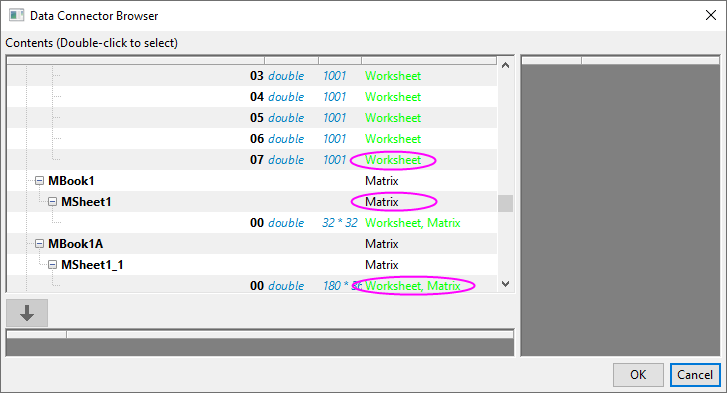 Data Connector Browser
Contents (Double-click to select)
03 double 1001 Worksheet
04 double 1001 Worksheet
05 double 1001 Worksheet
06 double 1001 Worksheet
07 double 1001 Worksheet
MBook1 Matrix
MSheet1 Matrix
00 double 32 * 32 Worksheet, Matrix
MBook1A Matrix
MSheet1_1 Matrix
00 double 180 * Worksheet, Matrix
OK Cancel